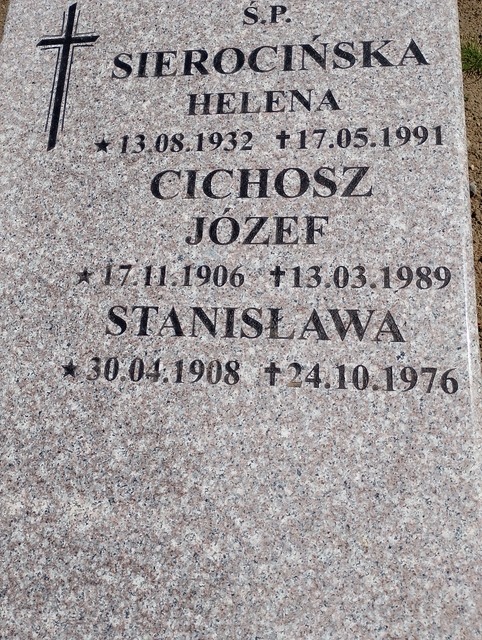 Ś.P.
SIEROCIŃSKA
HELENA
★13.08.1932 ✝17.05.1991
CICHOSZ
JÓZEF
★17.11.1906 ✝13.03.1989
STANISŁAWA
★30.04.1908 ✝24.10.1976